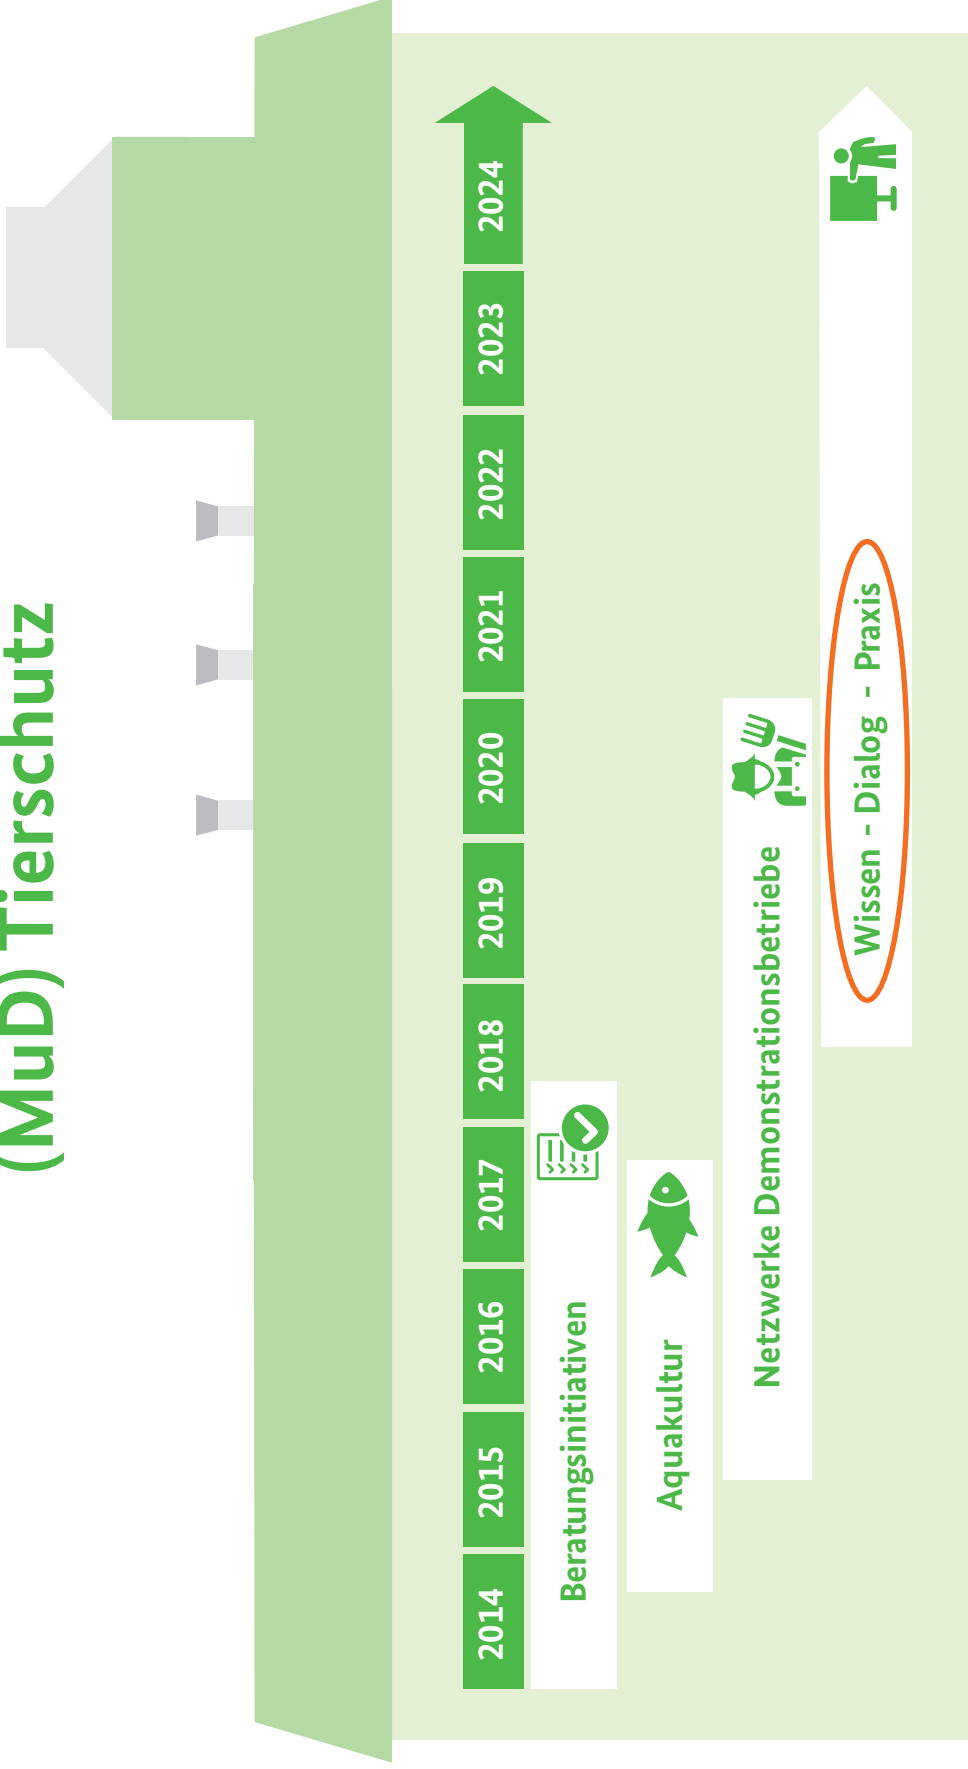 (MuD) Tierschutz
2014 2015 2016 2017 2018 2019 2020 2021 2022 2023 2024
Beratungsinitiativen
Aquakultur
Netzwerke Demonstrationsbetriebe
Wissen – Dialog – Praxis